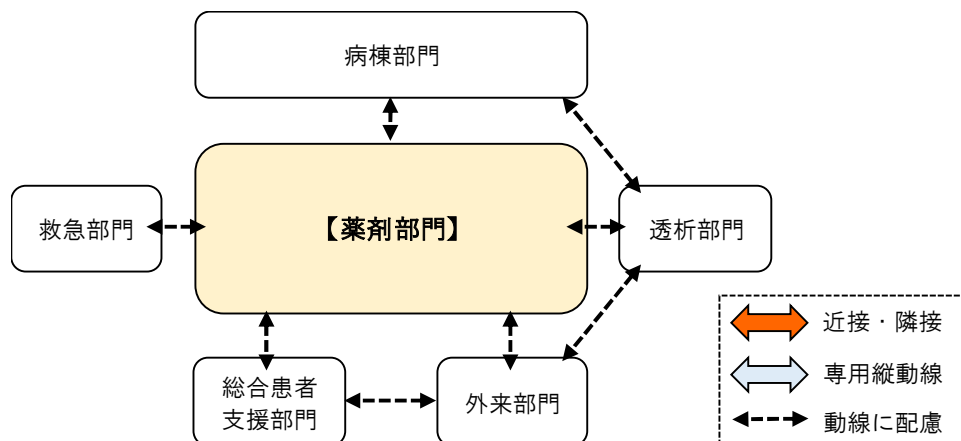 病棟部門
救急部門
【薬剤部門】
透析部門
総合患者
支援部門
外来部門
近接・隣接
専用縦動線
動線に配慮